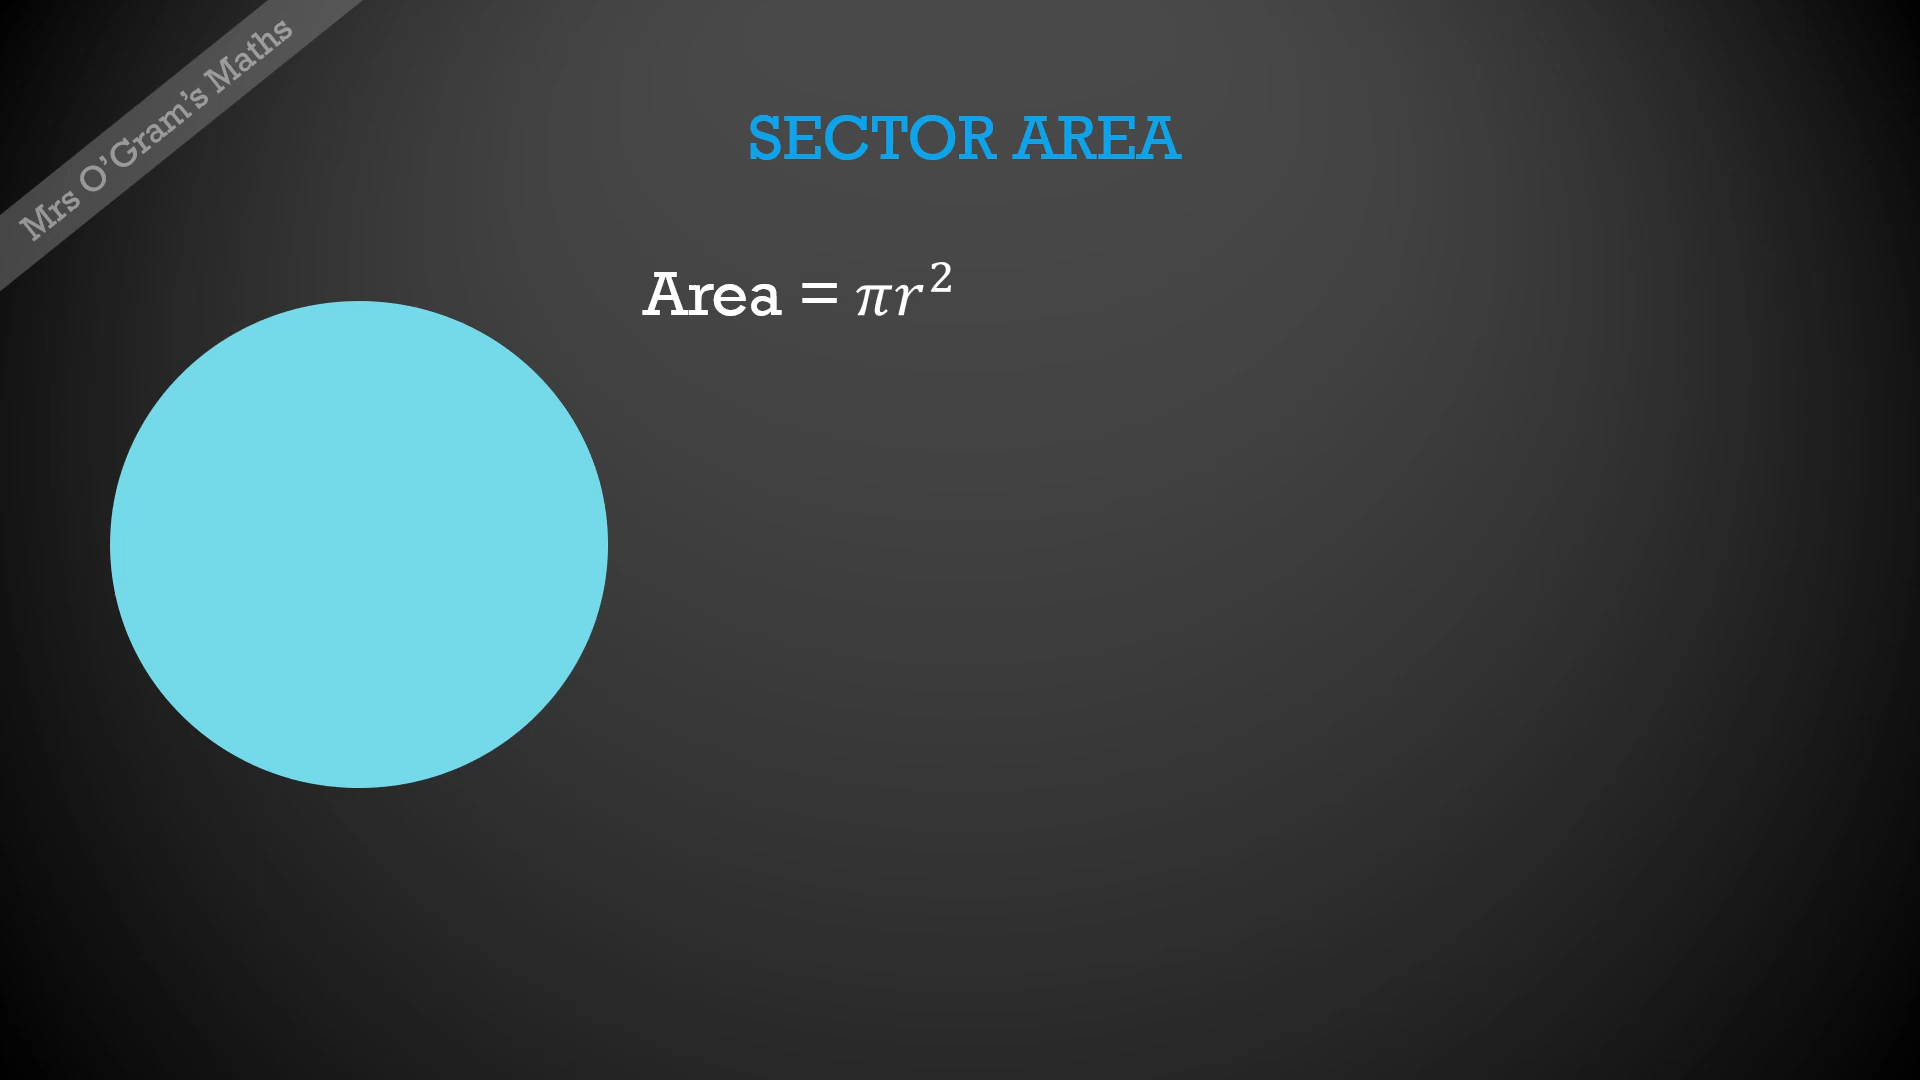 Mrs O’Gram’s Maths
SECTOR AREA
Area = 𝜋𝑟²